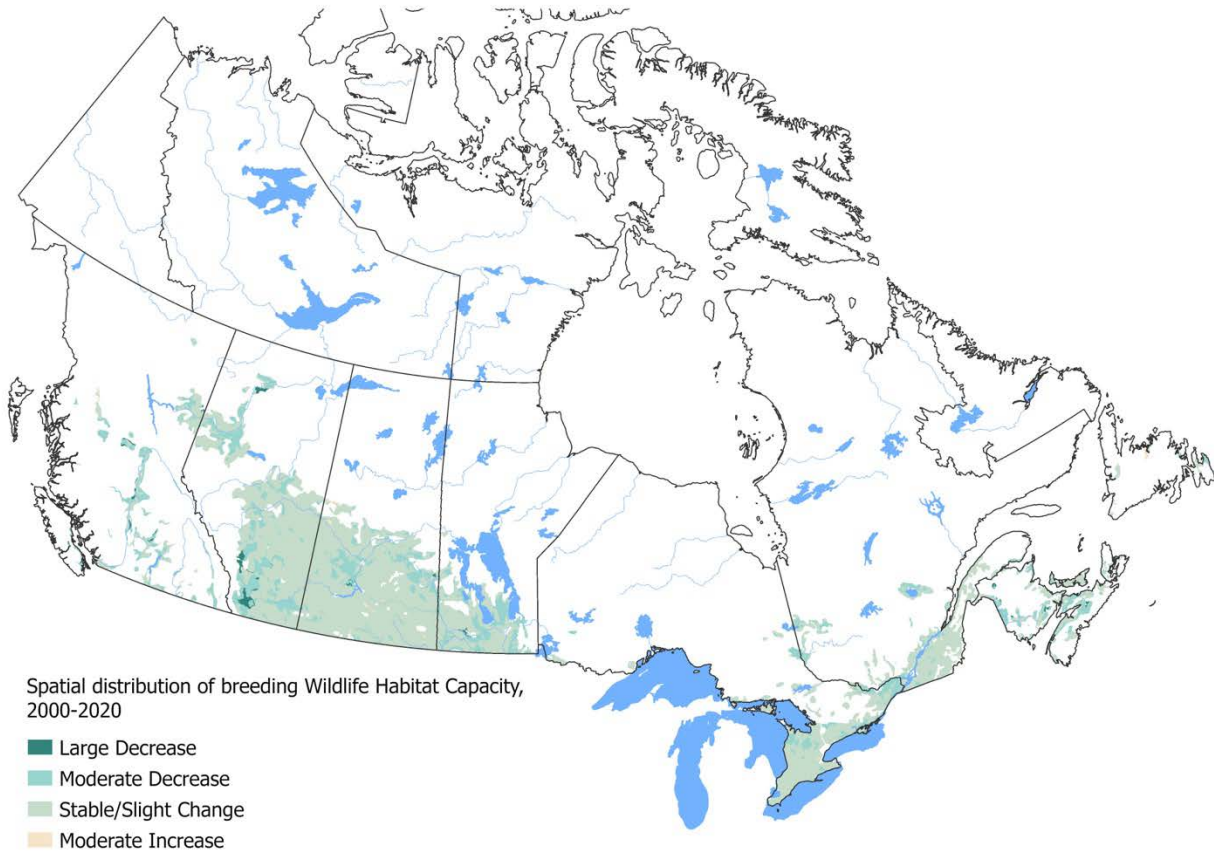 Spatial distribution of breeding Wildlife Habitat Capacity,
2000-2020
Large Decrease
Moderate Decrease
Stable/Slight Change
Moderate Increase